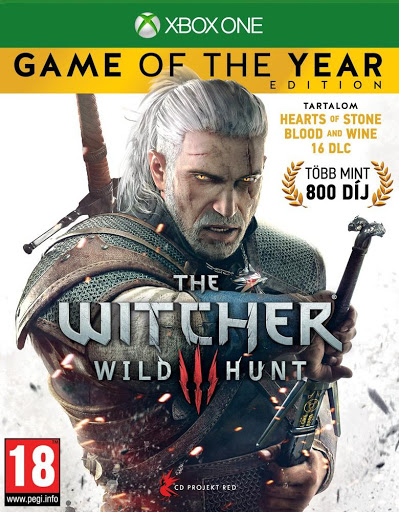 XBOX ONE
GAME OF THE YEAR
EDITION
TARTALOM
HEARTS OF STONE
BLOOD AND WINE
16 DLC
TÖBB MINT
800 DÍJ
THE
WITCHER
WILD III HUNT
18
www.pegi.info
CD PROJEKT RED